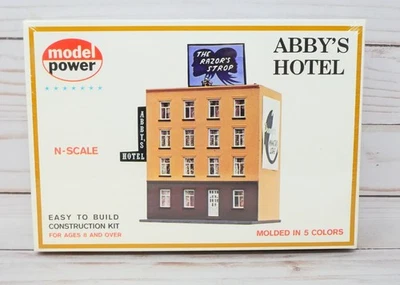 model
power
ABBY'S
HOTEL
THE
RAZOR'S
STROP
ABBY'S
HOTEL
N-SCALE
EASY TO BUILD
CONSTRUCTION KIT
FOR AGES 8 AND OVER
MOLDED IN 5 COLORS